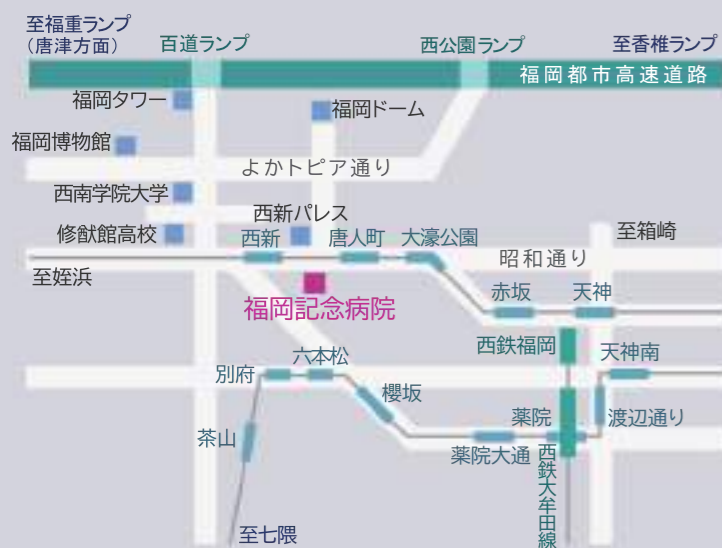 至福重ランプ
(唐津方面)
百道ランプ
西公園ランプ
至香椎ランプ
福岡都市高速道路
福岡タワー
福岡ドーム
福岡博物館
よかトピア通り
西南学院大学
西新パレス
修猷館高校
西新
唐人町
大濠公園
至箱崎
昭和通り
至姪浜
福岡記念病院
赤坂
天神
西鉄福岡
天神南
六本松
別府
櫻坂
薬院
渡辺通り
茶山
薬院大通
西鉄大牟田線
至七隈